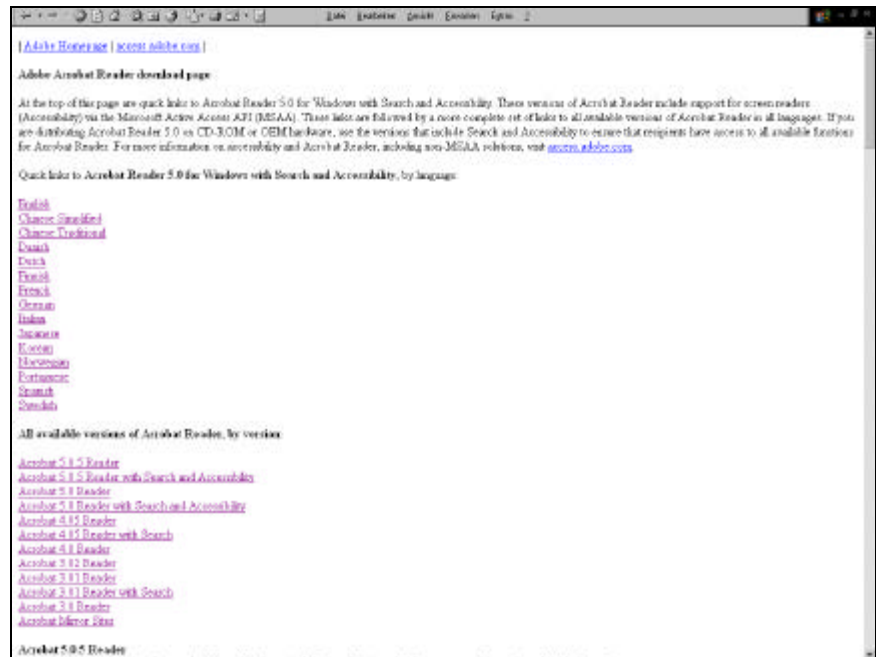 Datei Bearbeiten Ansicht Favoriten Extras ?
| Adobe Homepage | access.adobe.com |
Adobe Acrobat Reader download page
At the top of this page are quick links to Acrobat Reader 5.0 for Windows with Search and Accessibility. These versions of Acrobat Reader include support for screen readers
(Accessibility) via the Microsoft Active Access API (MSAA). These links are followed by a more complete set of links to all available versions of Acrobat Reader in all languages. If you
are distributing Acrobat Reader 5.0 on CD-ROM or OEM hardware, use the versions that include Search and Accessibility to ensure that recipients have access to all available functions
for Acrobat Reader. For more information on accessibility and Acrobat Reader, including non-MSAA solutions, visit access.adobe.com.
Quick links to Acrobat Reader 5.0 for Windows with Search and Accessibility, by language:
English
Chinese Simplified
Chinese Traditional
Danish
Dutch
Finnish
French
German
Italian
Japanese
Korean
Norwegian
Portuguese
Spanish
Swedish
All available versions of Acrobat Reader, by version:
Acrobat 5.0.5 Reader
Acrobat 5.0.5 Reader with Search and Accessibility
Acrobat 5.0 Reader
Acrobat 5.0 Reader with Search and Accessibility
Acrobat 4.05 Reader
Acrobat 4.05 Reader with Search
Acrobat 4.0 Reader
Acrobat 3.02 Reader
Acrobat 3.01 Reader
Acrobat 3.01 Reader with Search
Acrobat 3.0 Reader
Acrobat Mirror Sites
Acrobat 5.0.5 Reader